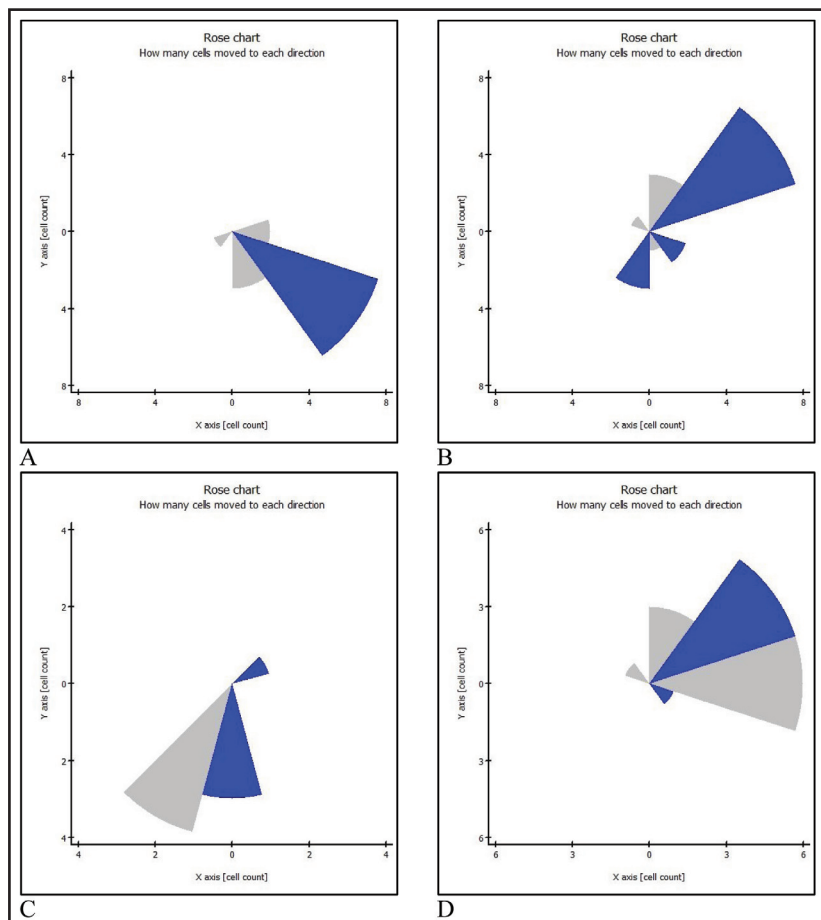 Rose chart
How many cells moved to each direction
8
4
0
4
8
Y axis [cell count]
8 4 0 4 8
X axis [cell count]
A
Rose chart
How many cells moved to each direction
8
4
0
4
8
Y axis [cell count]
8 4 0 4 8
X axis [cell count]
B
Rose chart
How many cells moved to each direction
4
2
0
2
4
Y axis [cell count]
4 2 0 2 4
X axis [cell count]
C
Rose chart
How many cells moved to each direction
6
3
0
3
6
Y axis [cell count]
6 3 0 3 6
X axis [cell count]
D